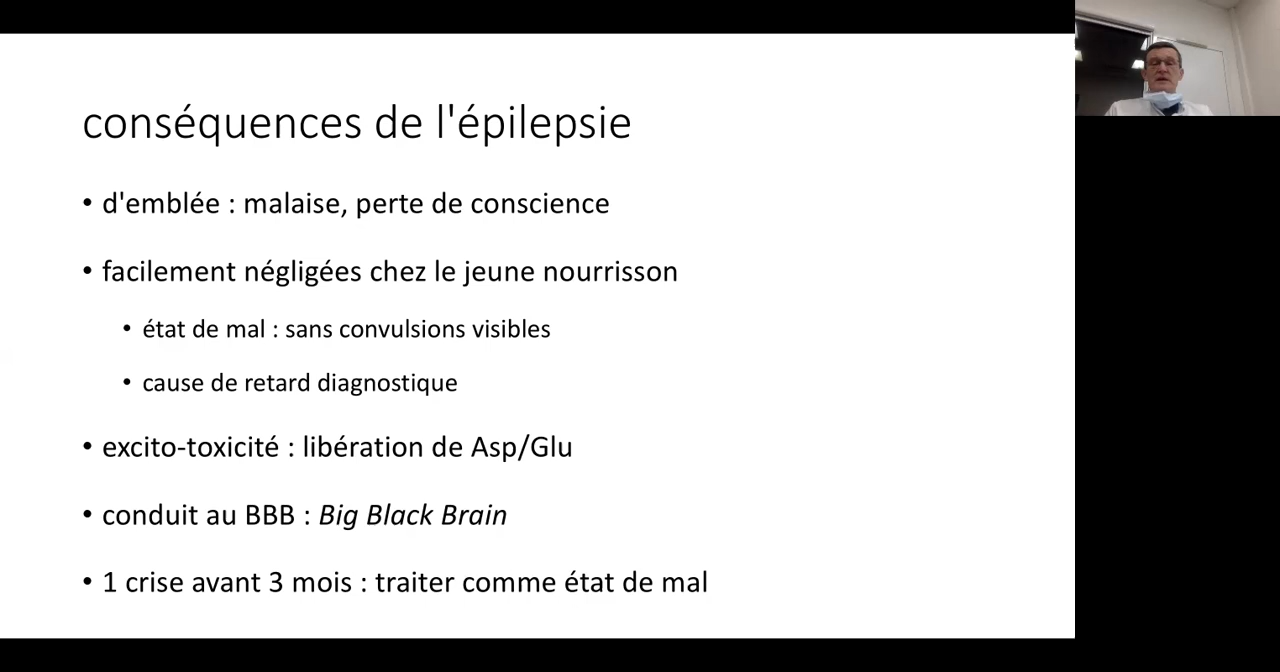 conséquences de l'épilepsie
• d'emblée : malaise, perte de conscience
• facilement négligées chez le jeune nourrisson
• état de mal : sans convulsions visibles
• cause de retard diagnostique
• excito-toxicité : libération de Asp/Glu
• conduit au BBB : Big Black Brain
• 1 crise avant 3 mois : traiter comme état de mal